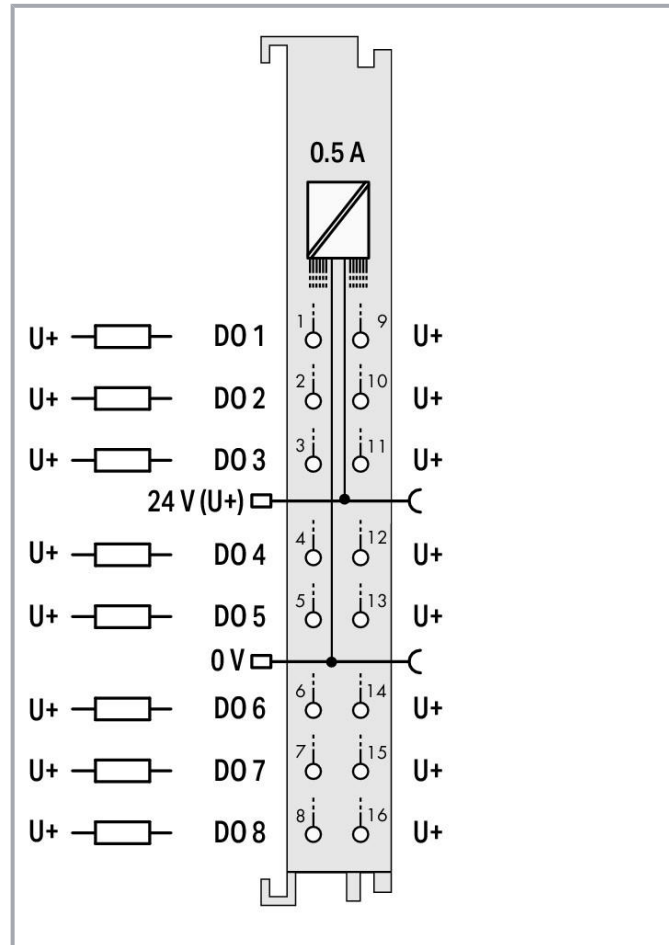 0.5 A
U+ DO 1 1 9 U+
U+ DO 2 2 10 U+
U+ DO 3 3 11 U+
24 V (U+)
U+ DO 4 4 12 U+
U+ DO 5 5 13 U+
0 V
U+ DO 6 6 14 U+
U+ DO 7 7 15 U+
U+ DO 8 8 16 U+